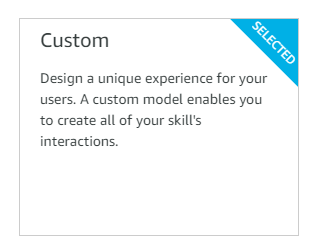 Custom
SELECTED
Design a unique experience for your
users. A custom model enables you
to create all of your skill's
interactions.